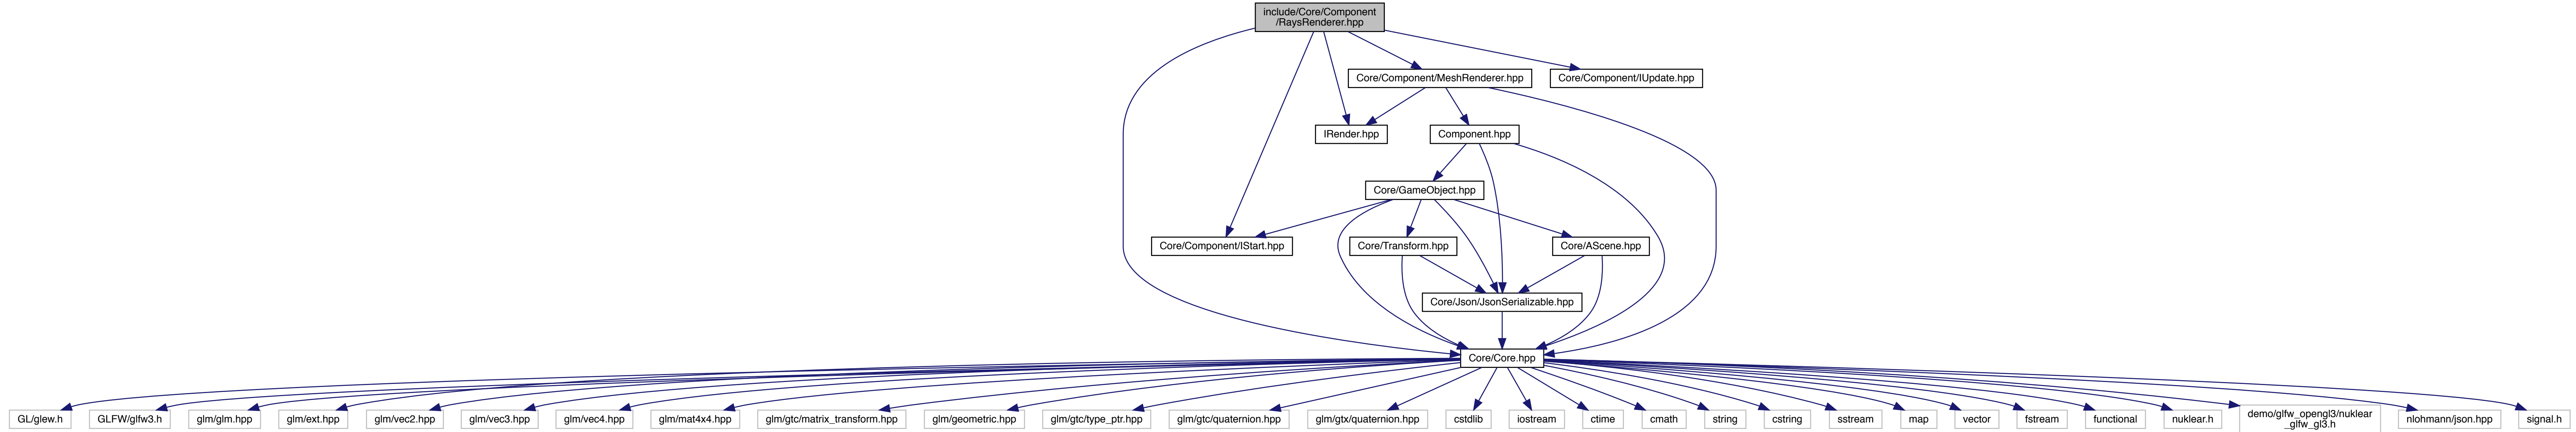 include/Core/Component
/RaysRenderer.hpp
Core/Component/MeshRenderer.hpp
Core/Component/IUpdate.hpp
IRender.hpp
Component.hpp
Core/GameObject.hpp
Core/Component/IStart.hpp
Core/Transform.hpp
Core/AScene.hpp
Core/Json/JsonSerializable.hpp
Core/Core.hpp
GL/glew.h
GLFW/glfw3.h
glm/glm.hpp
glm/ext.hpp
glm/vec2.hpp
glm/vec3.hpp
glm/vec4.hpp
glm/mat4x4.hpp
glm/gtc/matrix_transform.hpp
glm/geometric.hpp
glm/gtc/type_ptr.hpp
glm/gtc/quaternion.hpp
glm/gtx/quaternion.hpp
cstdlib
iostream
ctime
cmath
string
cstring
sstream
map
vector
fstream
functional
nuklear.h
demo/glfw_opengl3/nuklear
_glfw_gl3.h
nlohmann/json.hpp
signal.h